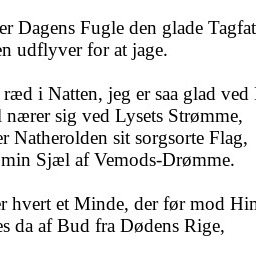 er Dagens Fugle den glade Tagfat
en udflyver for at jage.
ræd i Natten, jeg er saa glad ved
l nærer sig ved Lysets Strømme,
er Natherolden sit sorgsorte Flag,
min Sjæl af Vemods-Drømme.
r hvert et Minde, der før mod Him
es da af Bud fra Dødens Rige,